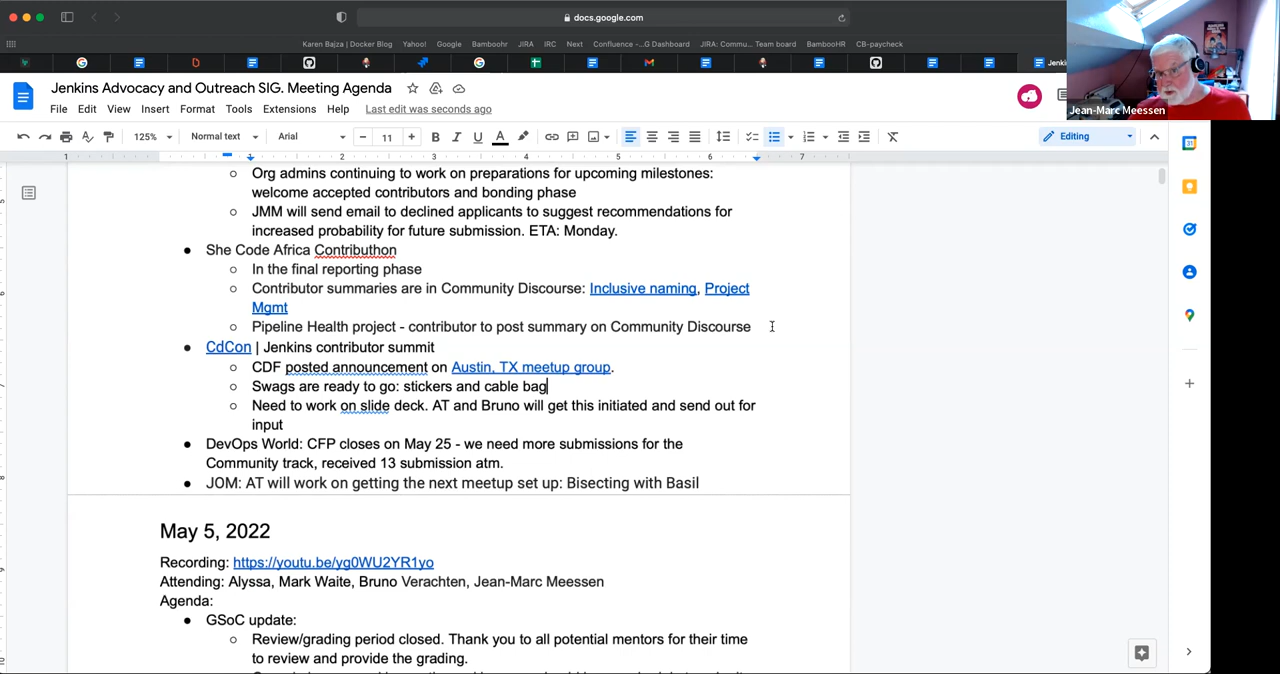 docs.google.com
Karen Bajza | Docker Blog Yahoo! Google Bamboohr JIRA IRC Next Confluence -...G Dashboard JIRA: Commu... Team board BambooHR CB-paycheck
Jenki
Jenkins Advocacy and Outreach SIG. Meeting Agenda
File Edit View Insert Format Tools Extensions Help Last edit was seconds ago
Jean-Marc Meessen
125% Normal text Arial 11 B I U A Editing
1 1 2 3 4 5 6 7
Org admins continuing to work on preparations for upcoming milestones:
welcome accepted contributors and bonding phase
JMM will send email to declined applicants to suggest recommendations for
increased probability for future submission. ETA: Monday.
She Code Africa Contributhon
In the final reporting phase
Contributor summaries are in Community Discourse: Inclusive naming, Project
Mgmt
Pipeline Health project - contributor to post summary on Community Discourse
CdCon | Jenkins contributor summit
CDF posted announcement on Austin, TX meetup group.
Swags are ready to go: stickers and cable bag
Need to work on slide deck. AT and Bruno will get this initiated and send out for
input
DevOps World: CFP closes on May 25 - we need more submissions for the
Community track, received 13 submission atm.
JOM: AT will work on getting the next meetup set up: Bisecting with Basil
May 5, 2022
Recording: https://youtu.be/yg0WU2YR1yo
Attending: Alyssa, Mark Waite, Bruno Verachten, Jean-Marc Meessen
Agenda:
GSoC update:
Review/grading period closed. Thank you to all potential mentors for their time
to review and provide the grading.